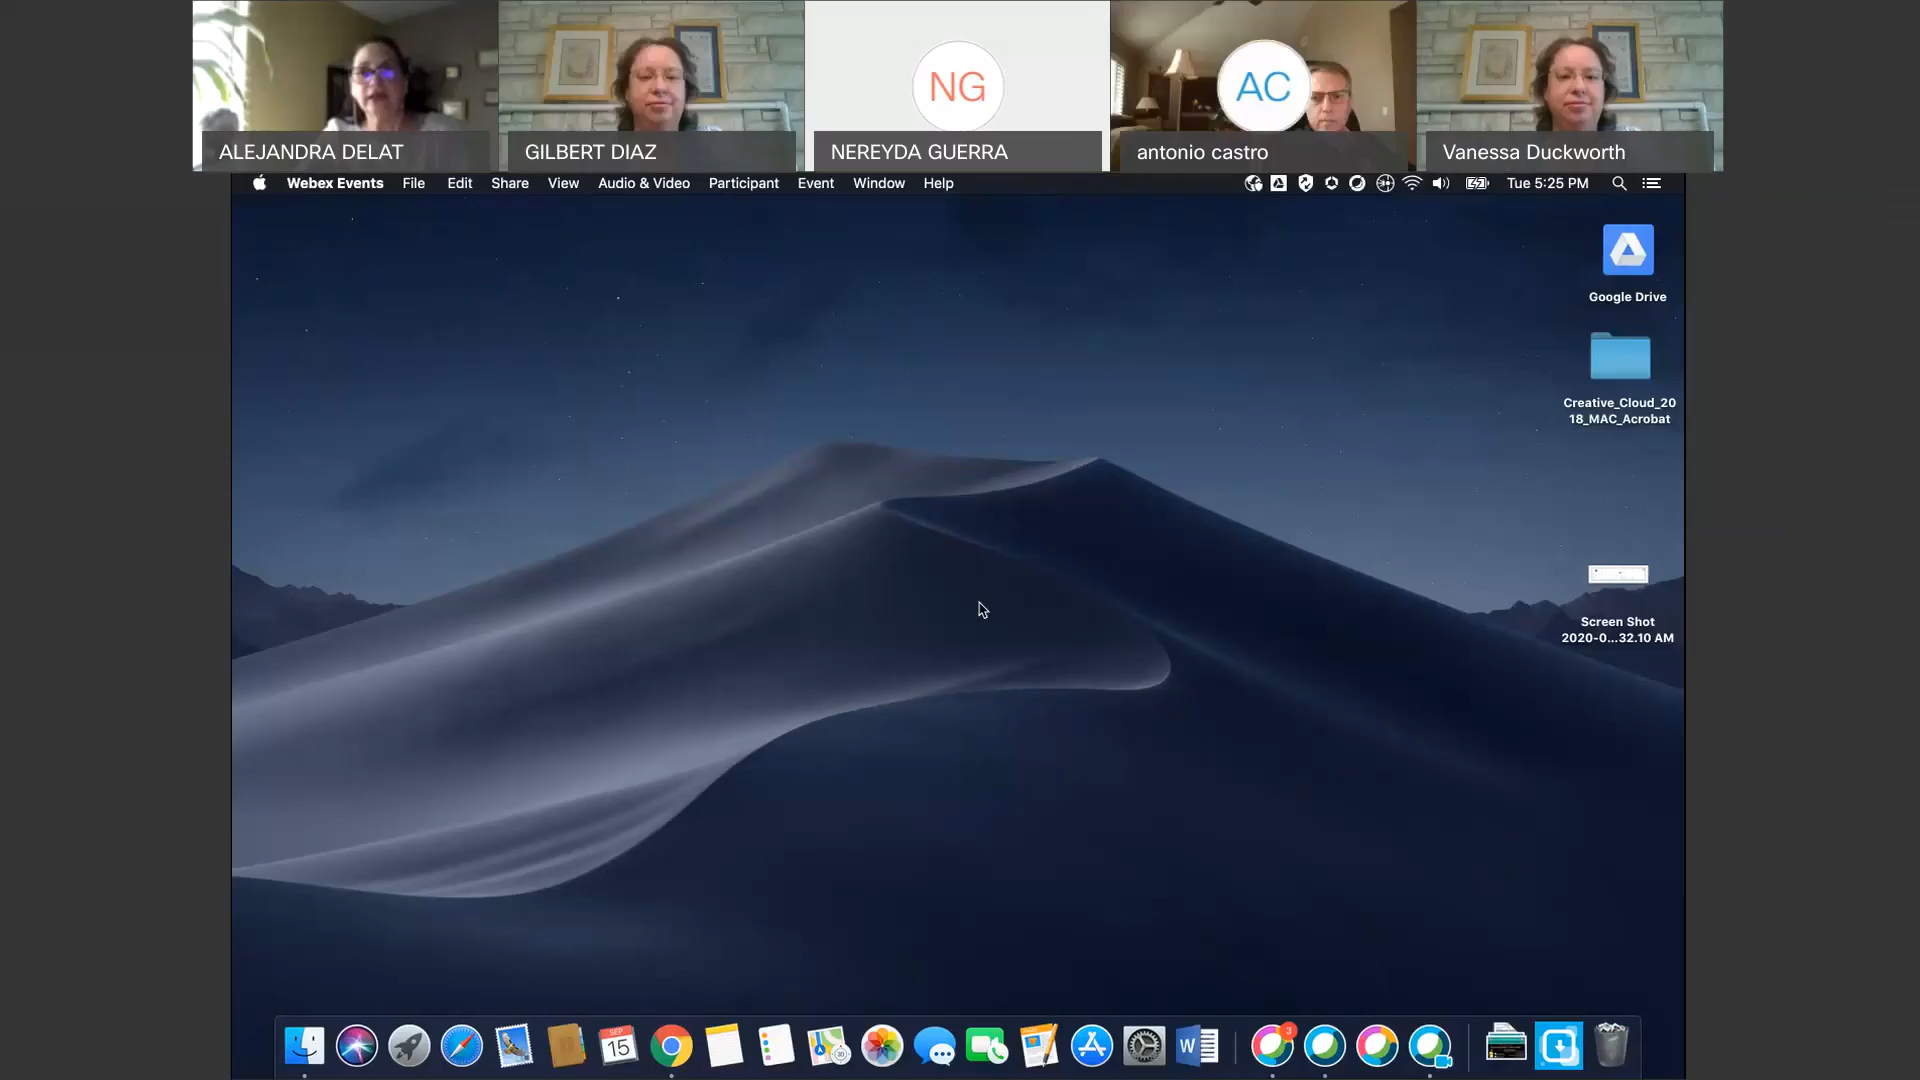 ALEJANDRA DELAT
GILBERT DIAZ
NG
NEREYDA GUERRA
AC
antonio castro
Vanessa Duckworth
Webex Events File Edit Share View Audio & Video Participant Event Window Help Tue 5:25 PM
Google Drive
Creative_Cloud_20
18_MAC_Acrobat
Screen Shot
2020-0...32.10 AM
SEP
15
3
W